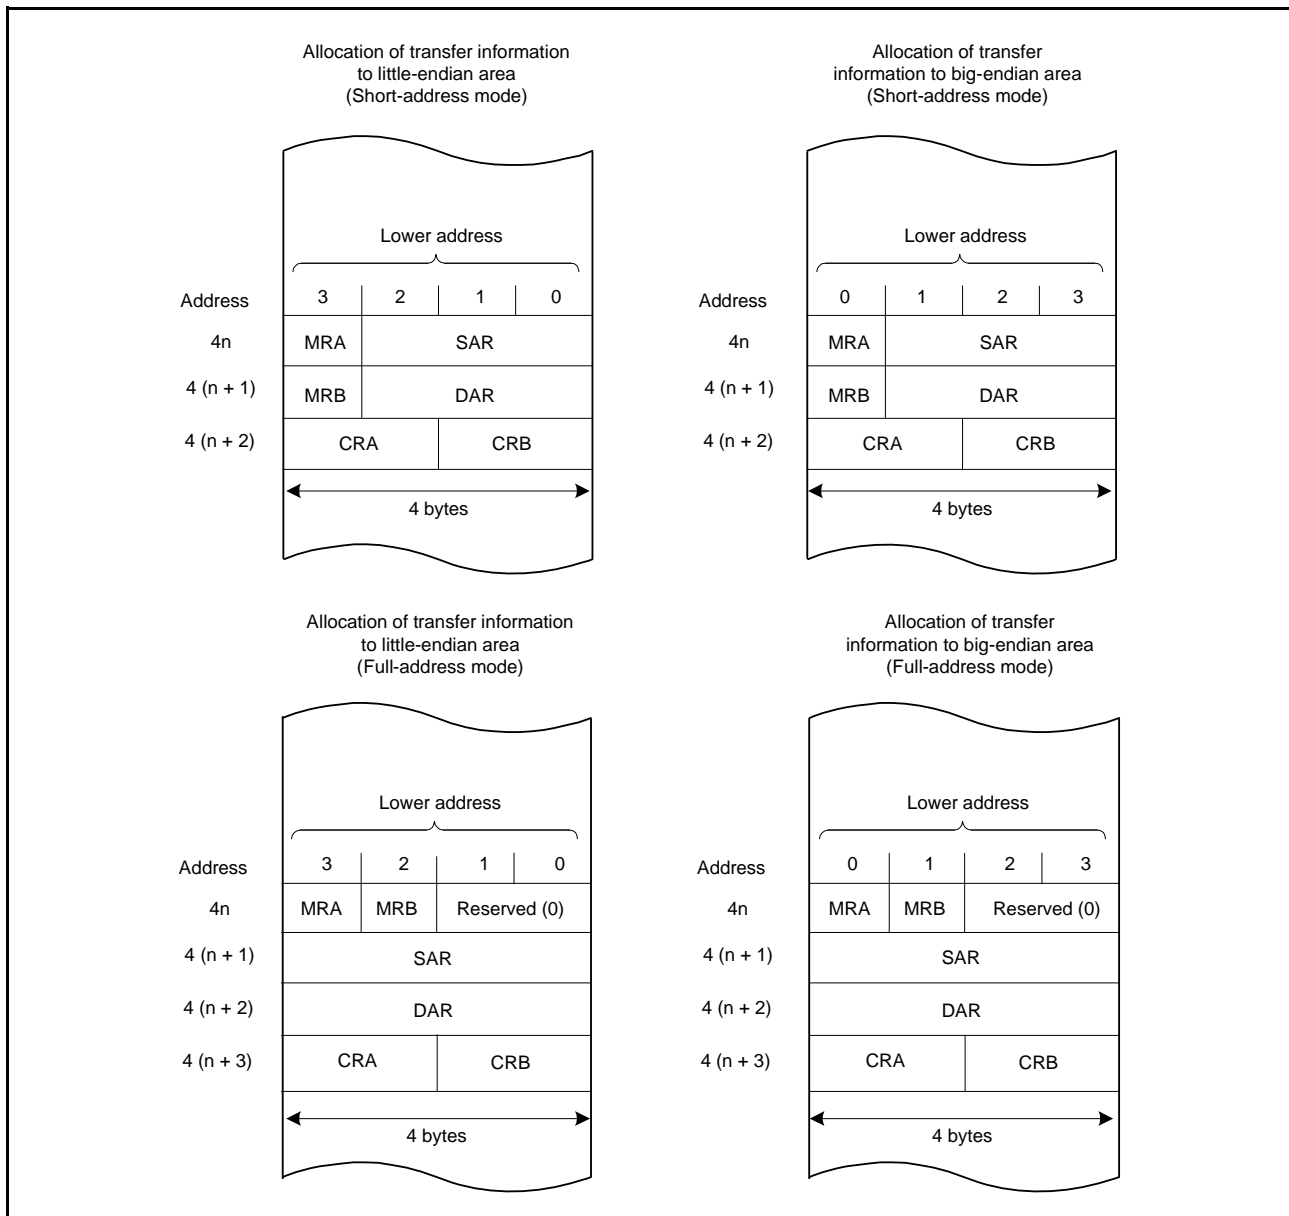 Allocation of transfer information
to little-endian area
(Short-address mode)
Lower address
Address 3 2 1 0
4n MRA SAR
4 (n + 1) MRB DAR
4 (n + 2) CRA CRB
4 bytes
Allocation of transfer
information to big-endian area
(Short-address mode)
Lower address
Address 0 1 2 3
4n MRA SAR
4 (n + 1) MRB DAR
4 (n + 2) CRA CRB
4 bytes
Allocation of transfer information
to little-endian area
(Full-address mode)
Lower address
Address 3 2 1 0
4n MRA MRB Reserved (0)
4 (n + 1) SAR
4 (n + 2) DAR
4 (n + 3) CRA CRB
4 bytes
Allocation of transfer
information to big-endian area
(Full-address mode)
Lower address
Address 0 1 2 3
4n MRA MRB Reserved (0)
4 (n + 1) SAR
4 (n + 2) DAR
4 (n + 3) CRA CRB
4 bytes